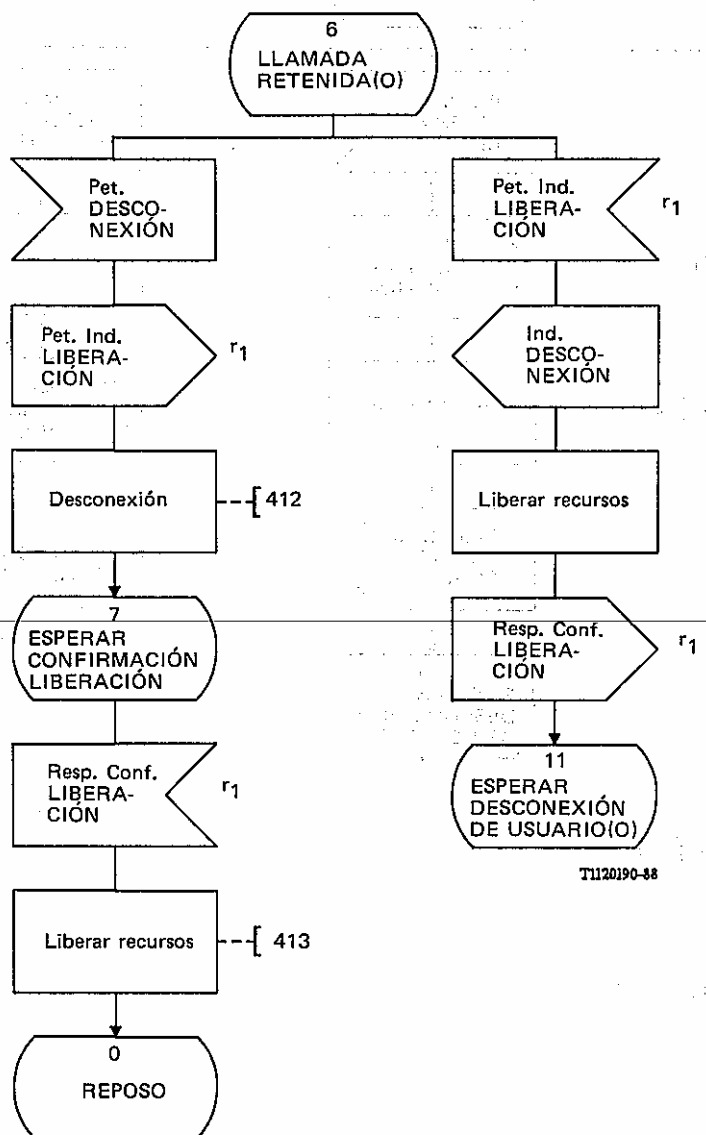 6
LLAMADA
RETENIDA(O)
Pet.
DESCO-
NEXIÓN
Pet. Ind.
LIBERA-
CIÓN
r1
Desconexión
412
7
ESPERAR
CONFIRMACIÓN
LIBERACIÓN
Resp. Conf.
LIBERA-
CIÓN
r1
Liberar recursos
413
0
REPOSO
Pet. Ind.
LIBERA-
CIÓN
r1
Ind.
DESCO-
NEXIÓN
Liberar recursos
Resp. Conf.
LIBERA-
CIÓN
r1
11
ESPERAR
DESCONEXIÓN
DE USUARIO(O)
T1120190-88